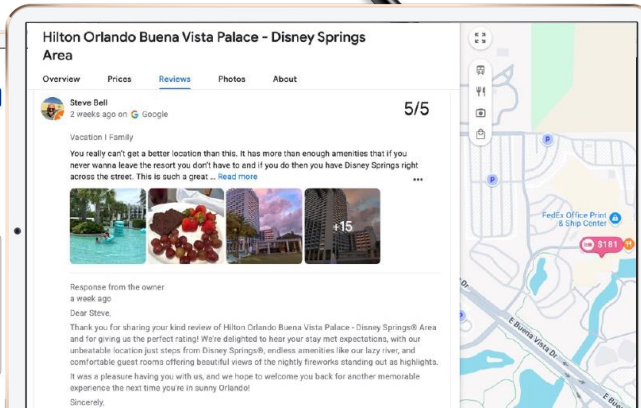 Hilton Orlando Buena Vista Palace - Disney Springs
Area
Overview Prices Reviews Photos About
Steve Bell
2 weeks ago on Google
5/5
Vacation | Family
You really can't get a better location than this. It has more than enough amenities that if you
never wanna leave the resort you don't have to and if you do then you have Disney Springs right
across the street. This is such a great ... Read more
+15
Response from the owner
a week ago
Dear Steve,
Thank you for sharing your kind review of Hilton Orlando Buena Vista Palace - Disney Springs® Area
and for giving us the perfect rating! We're delighted to hear your stay met expectations, with our
unbeatable location just steps from Disney Springs®, endless amenities like our lazy river, and
comfortable guest rooms offering beautiful views of the nightly fireworks standing out as highlights.
It was a pleasure having you with us, and we hope to welcome you back for another memorable
experience the next time you're in sunny Orlando!
Sincerely,
P
P
FedEx Office Print
& Ship Center
$181
E Buena Vista Dr